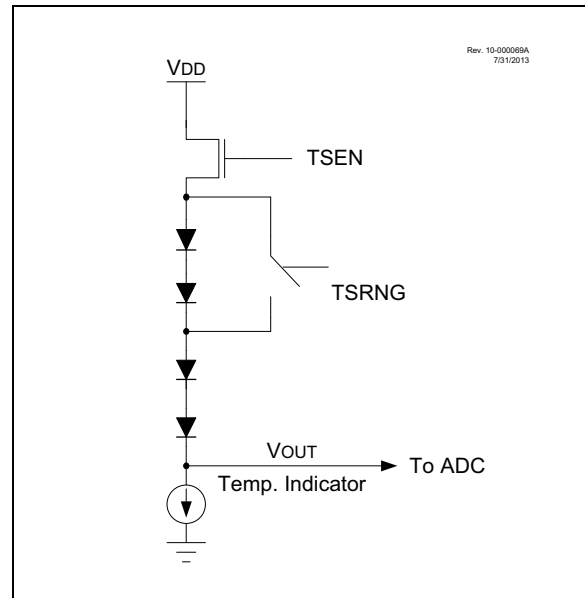 Rev. 10-000069A
7/31/2013
VDD
TSEN
TSRNG
VOUT
To ADC
Temp. Indicator